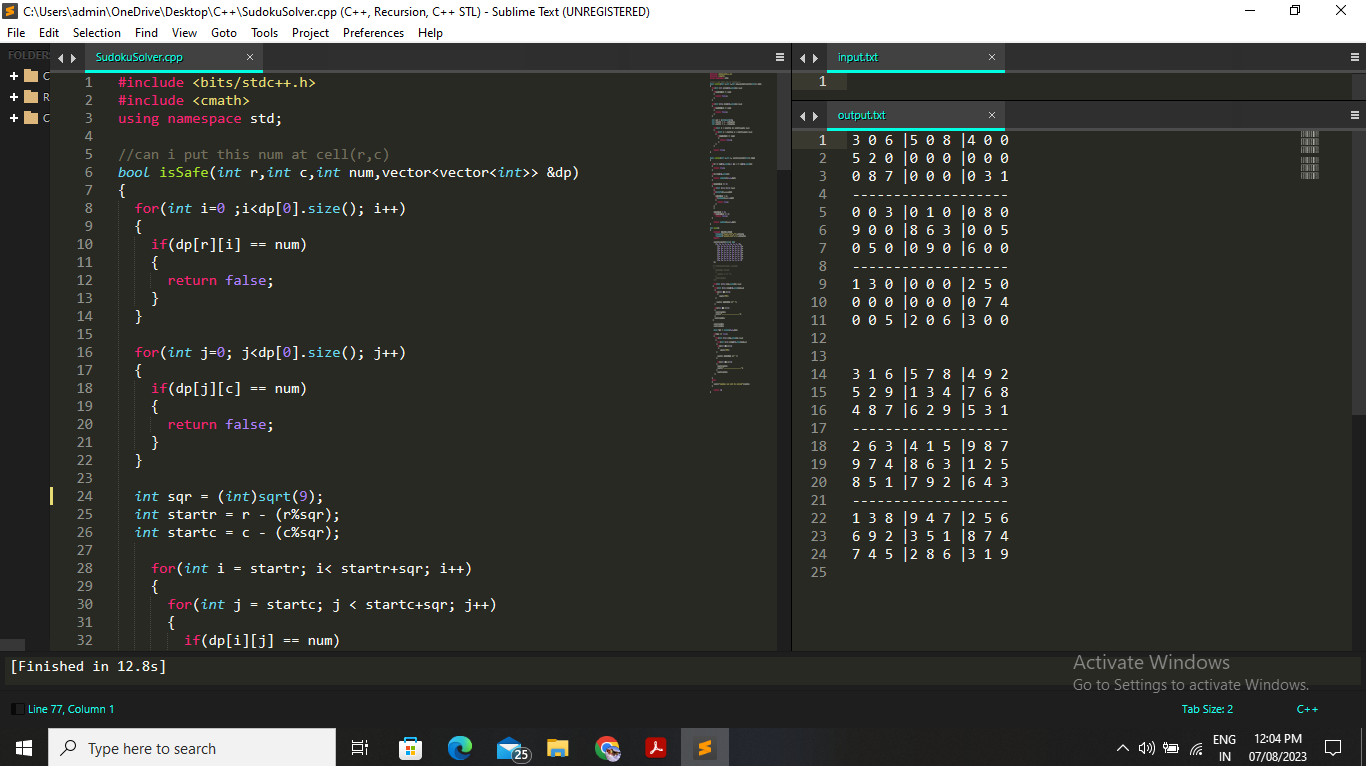 C:\Users\admin\OneDrive\Desktop\C++\SudokuSolver.cpp (C++, Recursion, C++ STL) - Sublime Text (UNREGISTERED)
File Edit Selection Find View Goto Tools Project Preferences Help
FOLDER
C
R
C
SudokuSolver.cpp ×
1 #include <bits/stdc++.h>
2 #include <cmath>
3 using namespace std;
4
5 //can i put this num at cell(r,c)
6 bool isSafe(int r,int c,int num,vector<vector<int>> &dp)
7 {
8 for(int i=0 ;i<dp[0].size(); i++)
9 {
10 if(dp[r][i] == num)
11 {
12 return false;
13 }
14 }
15
16 for(int j=0; j<dp[0].size(); j++)
17 {
18 if(dp[j][c] == num)
19 {
20 return false;
21 }
22 }
23
24 int sqr = (int)sqrt(9);
25 int startr = r - (r%sqr);
26 int startc = c - (c%sqr);
27
28 for(int i = startr; i< startr+sqr; i++)
29 {
30 for(int j = startc; j < startc+sqr; j++)
31 {
32 if(dp[i][j] == num)
input.txt ×
1
output.txt ×
1 3 0 6 |5 0 8 |4 0 0
2 5 2 0 |0 0 0 |0 0 0
3 0 8 7 |0 0 0 |0 3 1
4 -------------------
5 0 0 3 |0 1 0 |0 8 0
6 9 0 0 |8 6 3 |0 0 5
7 0 5 0 |0 9 0 |6 0 0
8 -------------------
9 1 3 0 |0 0 0 |2 5 0
10 0 0 0 |0 0 0 |0 7 4
11 0 0 5 |2 0 6 |3 0 0
12
13
14 3 1 6 |5 7 8 |4 9 2
15 5 2 9 |1 3 4 |7 6 8
16 4 8 7 |6 2 9 |5 3 1
17 -------------------
18 2 6 3 |4 1 5 |9 8 7
19 9 7 4 |8 6 3 |1 2 5
20 8 5 1 |7 9 2 |6 4 3
21 -------------------
22 1 3 8 |9 4 7 |2 5 6
23 6 9 2 |3 5 1 |8 7 4
24 7 4 5 |2 8 6 |3 1 9
25
[Finished in 12.8s]
Activate Windows
Go to Settings to activate Windows.
Line 77, Column 1
Tab Size: 2 C++
Type here to search
25
ENG
IN
12:04 PM
07/08/2023